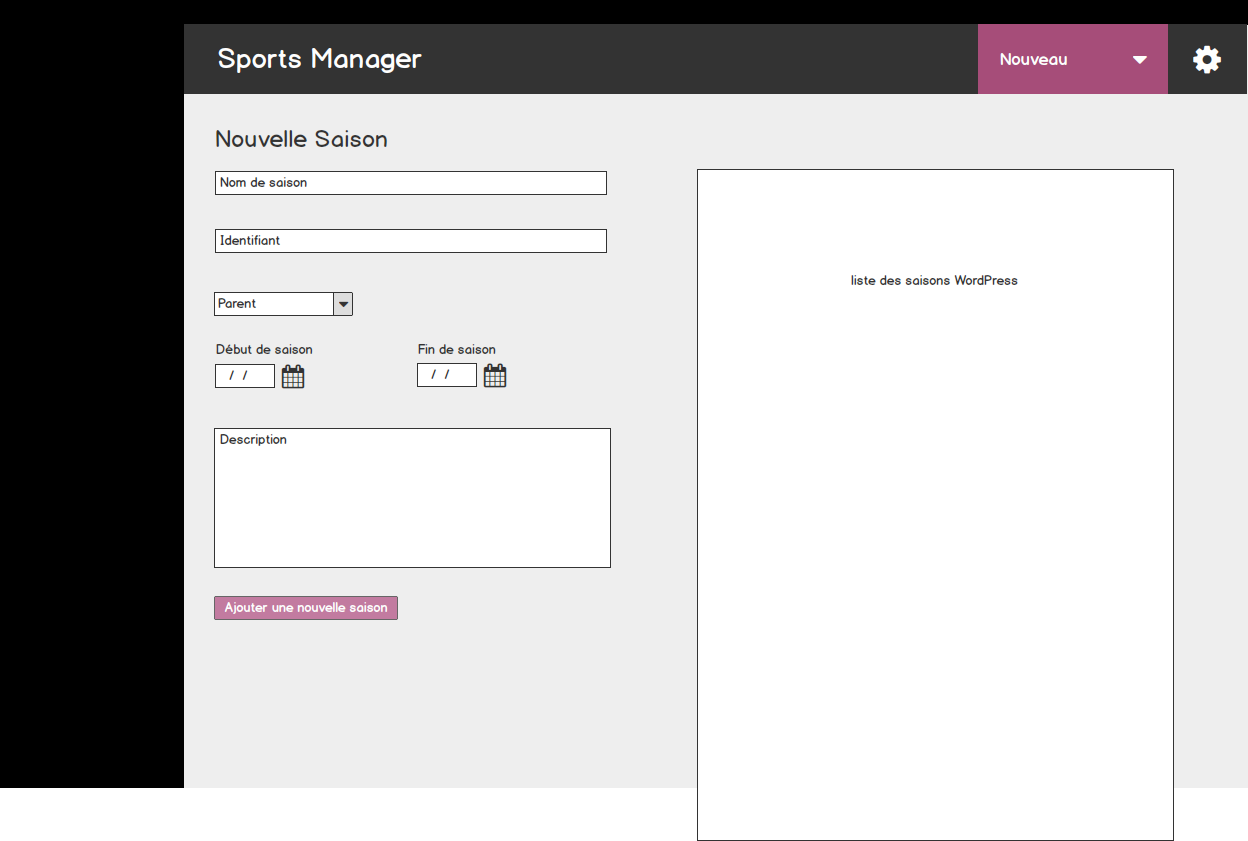 Sports Manager
Nouveau
Nouvelle Saison
Nom de saison
Identifiant
liste des saisons WordPress
Parent
Début de saison
Fin de saison
/ /
/ /
Description
Ajouter une nouvelle saison